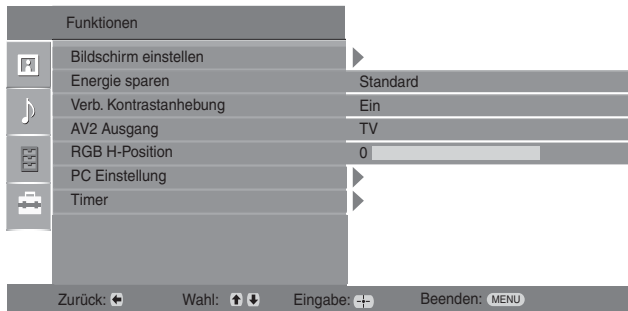 Funktionen
Bildschirm einstellen
Energie sparen Standard
Verb. Kontrastanhebung Ein
AV2 Ausgang TV
RGB H-Position 0
PC Einstellung
Timer
Zurück: Wahl: Eingabe: Beenden: MENU